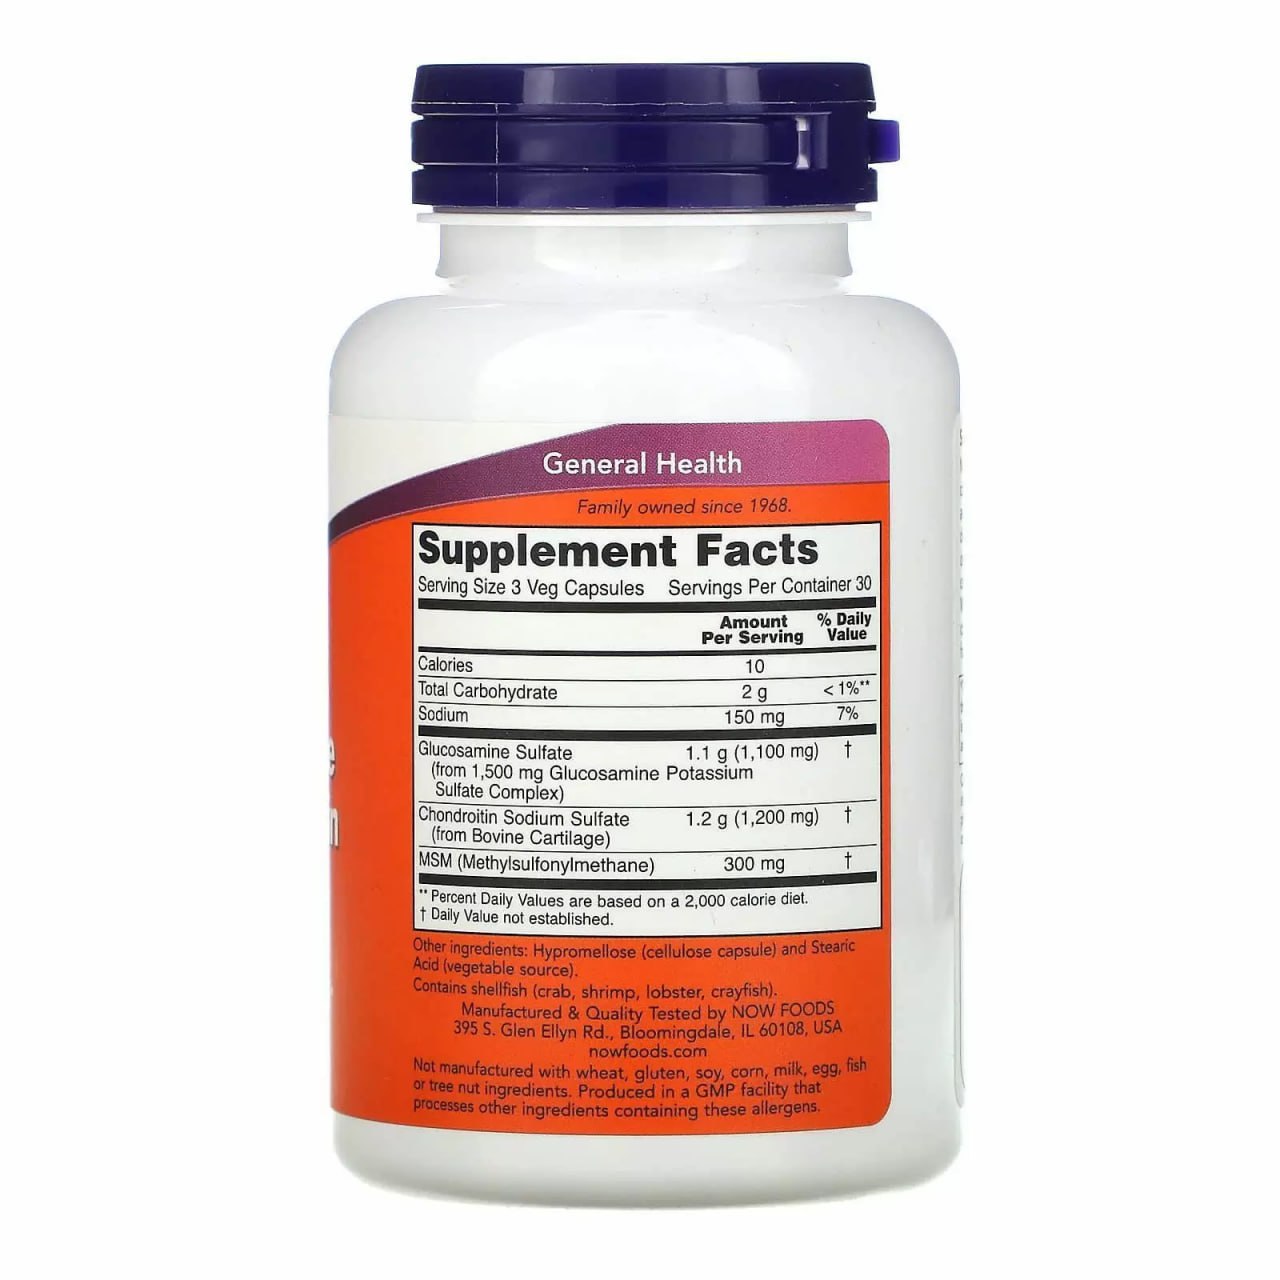 General Health
Family owned since 1968.
Supplement Facts
Serving Size 3 Veg Capsules Servings Per Container 30
Amount Per Serving % Daily Value
Calories 10
Total Carbohydrate 2 g < 1%**
Sodium 150 mg 7%
Glucosamine Sulfate 1.1 g (1,100 mg) †
(from 1,500 mg Glucosamine Potassium
Sulfate Complex)
Chondroitin Sodium Sulfate 1.2 g (1,200 mg) †
(from Bovine Cartilage)
MSM (Methylsulfonylmethane) 300 mg †
** Percent Daily Values are based on a 2,000 calorie diet.
† Daily Value not established.
Other ingredients: Hypromellose (cellulose capsule) and Stearic
Acid (vegetable source).
Contains shellfish (crab, shrimp, lobster, crayfish).
Manufactured & Quality Tested by NOW FOODS
395 S. Glen Ellyn Rd., Bloomingdale, IL 60108, USA
nowfoods.com
Not manufactured with wheat, gluten, soy, corn, milk, egg, fish
or tree nut ingredients. Produced in a GMP facility that
processes other ingredients containing these allergens.